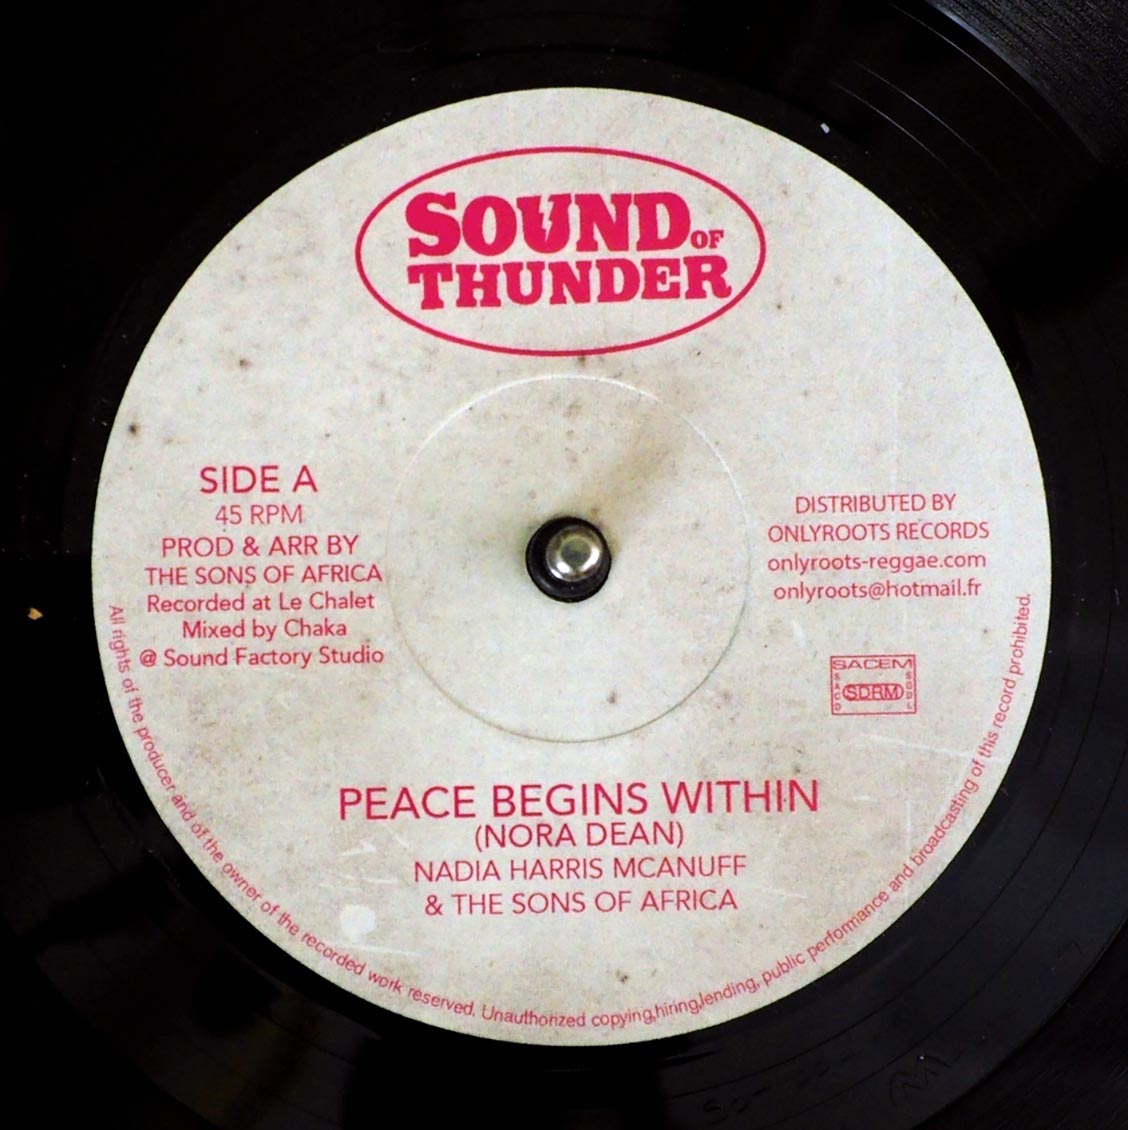 SOUND OF
THUNDER
SIDE A
45 RPM
PROD & ARR BY
THE SONS OF AFRICA
Recorded at Le Chalet
Mixed by Chaka
@ Sound Factory Studio
DISTRIBUTED BY
ONLYROOTS RECORDS
onlyroots-reggae.com
onlyroots@hotmail.fr
SACEM
SACD
SDRM
SGDL
PEACE BEGINS WITHIN
(NORA DEAN)
NADIA HARRIS MCANUFF
& THE SONS OF AFRICA
All rights of the producer and of the owner of the recorded work reserved. Unauthorized copying,hiring,lending, public performance and broadcasting of this record prohibited.